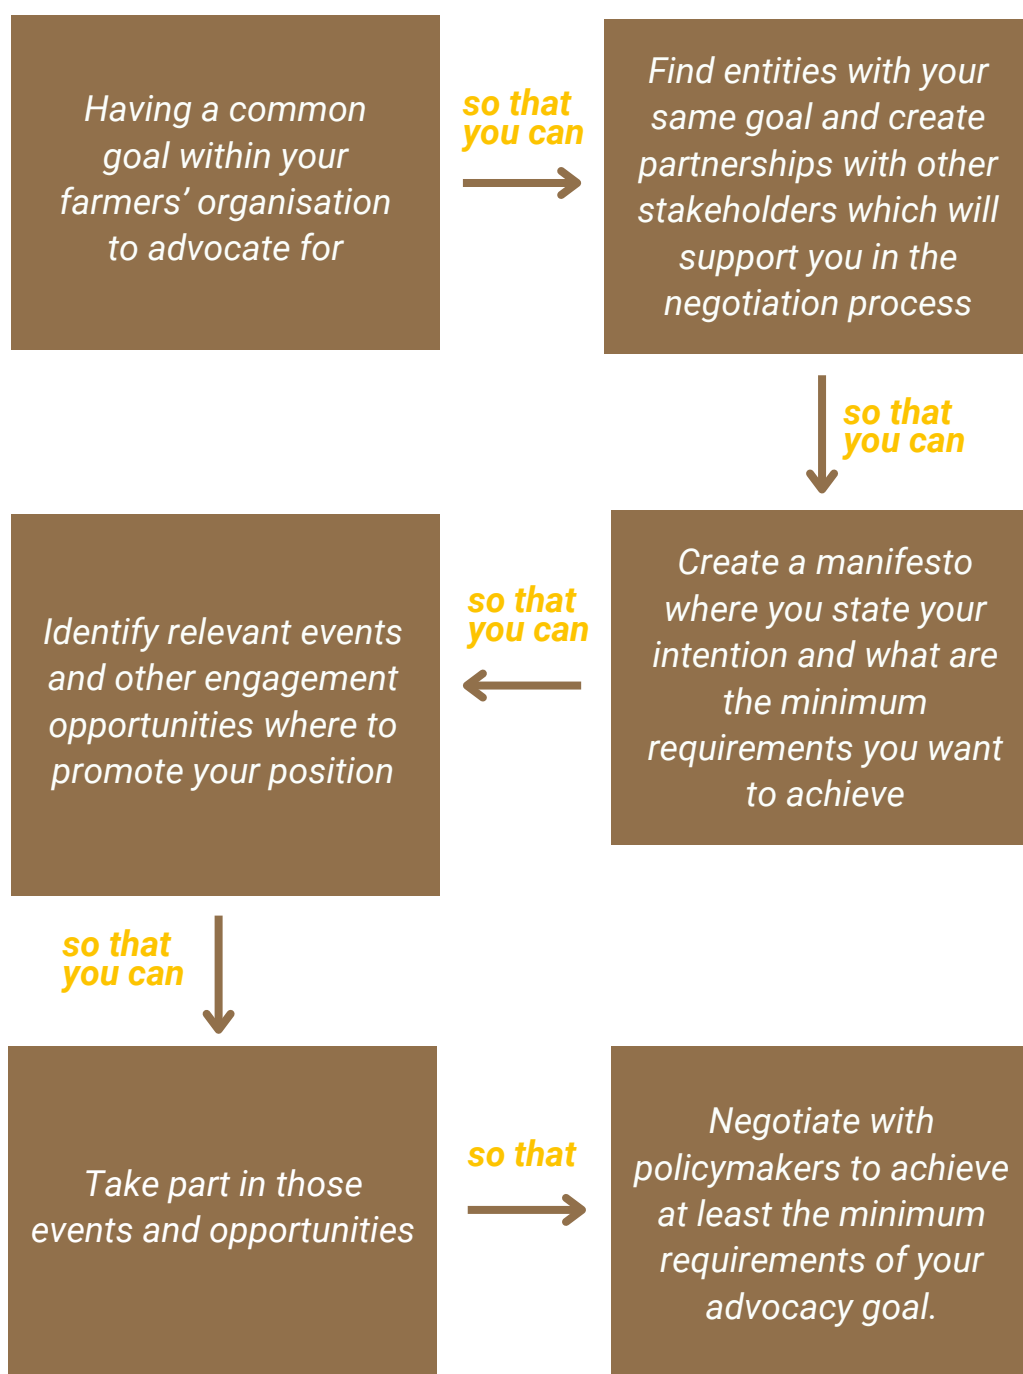 Having a common
goal within your
farmers’ organisation
to advocate for
so that
you can
Find entities with your
same goal and create
partnerships with other
stakeholders which will
support you in the
negotiation process
so that
you can
Create a manifesto
where you state your
intention and what are
the minimum
requirements you want
to achieve
so that
you can
Identify relevant events
and other engagement
opportunities where to
promote your position
so that
you can
Take part in those
events and opportunities
so that
Negotiate with
policymakers to achieve
at least the minimum
requirements of your
advocacy goal.